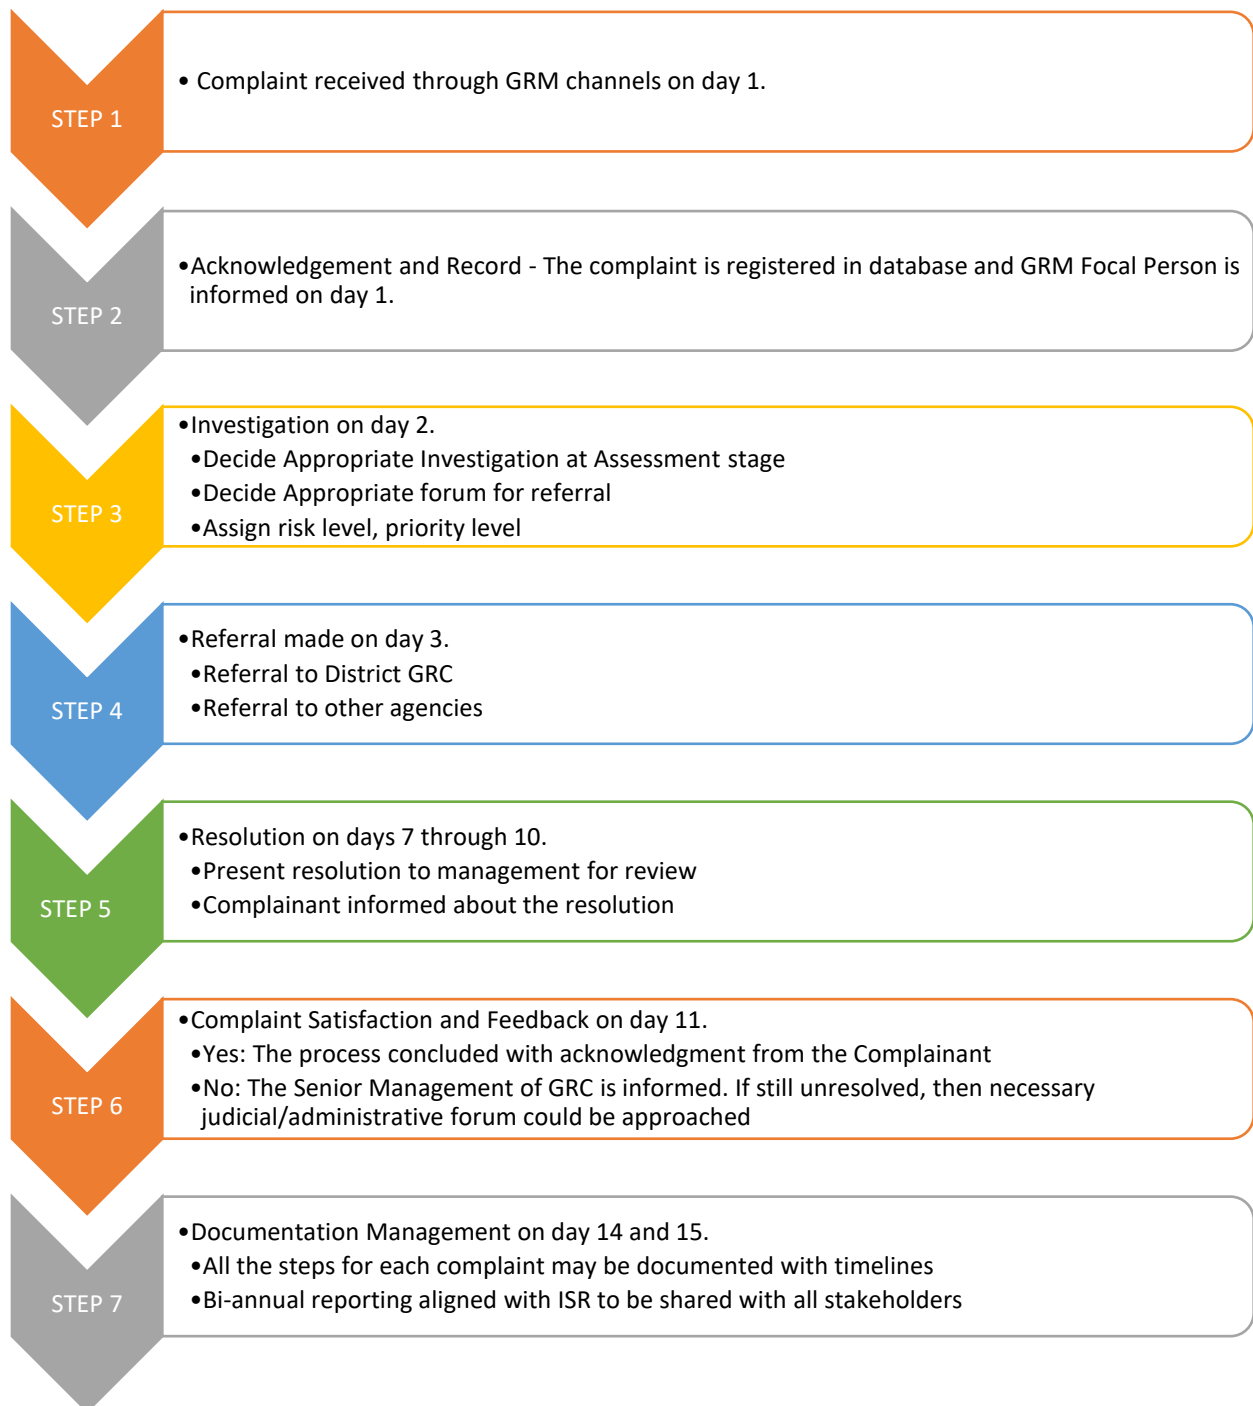 STEP 1
• Complaint received through GRM channels on day 1.
STEP 2
•Acknowledgement and Record - The complaint is registered in database and GRM Focal Person is
informed on day 1.
STEP 3
•Investigation on day 2.
•Decide Appropriate Investigation at Assessment stage
•Decide Appropriate forum for referral
•Assign risk level, priority level
STEP 4
•Referral made on day 3.
•Referral to District GRC
•Referral to other agencies
STEP 5
•Resolution on days 7 through 10.
•Present resolution to management for review
•Complainant informed about the resolution
STEP 6
•Complaint Satisfaction and Feedback on day 11.
•Yes: The process concluded with acknowledgment from the Complainant
•No: The Senior Management of GRC is informed. If still unresolved, then necessary
judicial/administrative forum could be approached
STEP 7
•Documentation Management on day 14 and 15.
•All the steps for each complaint may be documented with timelines
•Bi-annual reporting aligned with ISR to be shared with all stakeholders